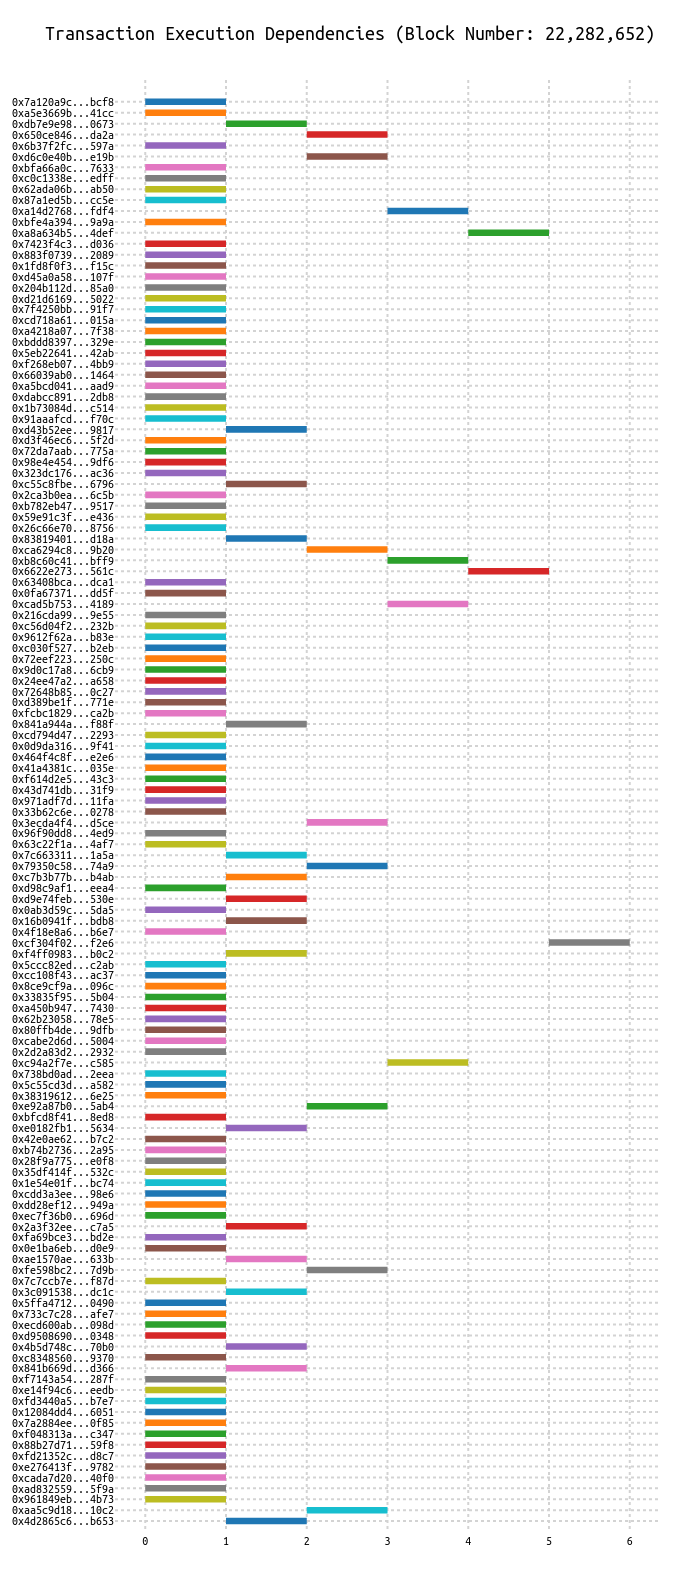 Transaction Execution Dependencies (Block Number: 22,282,652)
0x7a120a9c...bcf8
0xa5e3669b...41cc
0xdb7e9e98...0673
0x650ce846...da2a
0x6b37f2fc...597a
0xd6c0e40b...e19b
0xbfa66a0c...7633
0xc0c1338e...edff
0x62ada06b...ab50
0x87a1ed5b...cc5e
0xa14d2768...fdf4
0xbfe4a394...9a9a
0xa8a634b5...4def
0x7423f4c3...d036
0x883f0739...2089
0x1fd8f0f3...f15c
0xd45a0a58...107f
0x204b112d...85a0
0xd21d6169...5022
0x7f4250bb...91f7
0xcd718a61...015a
0xa4218a07...7f38
0xbddd8397...329e
0x5eb22641...42ab
0xf268eb07...4bb9
0x66039ab0...1464
0xa5bcd041...aad9
0xdabcc891...2db8
0x1b73084d...c514
0x91aaafcd...f70c
0xd43b52ee...9817
0xd3f46ec6...5f2d
0x72da7aab...775a
0x98e4e454...9df6
0x323dc176...ac36
0xc55c8fbe...6796
0x2ca3b0ea...6c5b
0xb782eb47...9517
0x59e91c3f...e436
0x26c66e70...8756
0x83819401...d18a
0xca6294c8...9b20
0xb8c60c41...bff9
0x6622e273...561c
0x63408bca...dca1
0x0fa67371...dd5f
0xcad5b753...4189
0x216cda99...9e55
0xc56d04f2...232b
0x9612f62a...b83e
0xc030f527...b2eb
0x72eef223...250c
0x9d0c17a8...6cb9
0x24ee47a2...a658
0x72648b85...0c27
0xd389be1f...771e
0xfcbc1829...ca2b
0x841a944a...f88f
0xcd794d47...2293
0x0d9da316...9f41
0x464f4c8f...e2e6
0x41a4381c...035e
0xf614d2e5...43c3
0x43d741db...31f9
0x971adf7d...11fa
0x33b62c6e...0278
0x3ecda4f4...d5ce
0x96f90dd8...4ed9
0x63c22f1a...4af7
0x7c663311...1a5a
0x79350c58...74a9
0xc7b3b77b...b4ab
0xd98c9af1...eea4
0xd9e74feb...530e
0x0ab3d59c...5da5
0x16b0941f...bdb8
0x4f18e8a6...b6e7
0xcf304f02...f2e6
0xf4ff0983...b0c2
0x5ccc82ed...c2ab
0xcc108f43...ac37
0x8ce9cf9a...096c
0x33835f95...5b04
0xa450b947...7430
0x62b23058...78e5
0x80ffb4de...9dfb
0xcabe2d6d...5004
0x2d2a83d2...2932
0xc94a2f7e...c585
0x738bd0ad...2eea
0x5c55cd3d...a582
0x38319612...6e25
0xe92a87b0...5ab4
0xbfcd8f41...8ed8
0xe0182fb1...5634
0x42e0ae62...b7c2
0xb74b2736...2a95
0x28f9a775...e0f8
0x35df414f...532c
0x1e54e01f...bc74
0xcdd3a3ee...98e6
0xdd28ef12...949a
0xec7f36b0...696d
0x2a3f32ee...c7a5
0xfa69bce3...bd2e
0x0e1ba6eb...d0e9
0xae1570ae...633b
0xfe598bc2...7d9b
0x7c7ccb7e...f87d
0x3c091538...dc1c
0x5ffa4712...0490
0x733c7c28...afe7
0xecd600ab...098d
0xd9508690...0348
0x4b5d748c...70b0
0xc8348560...9370
0x841b669d...d366
0xf7143a54...287f
0xe14f94c6...eedb
0xfd3440a5...b7e7
0x12084dd4...6051
0x7a2884ee...0f85
0xf048313a...c347
0x88b27d71...59f8
0xfd21352c...d8c7
0xe276413f...9782
0xcada7d20...40f0
0xad832559...5f9a
0x961849eb...4b73
0xaa5c9d18...10c2
0x4d2865c6...b653
0 1 2 3 4 5 6